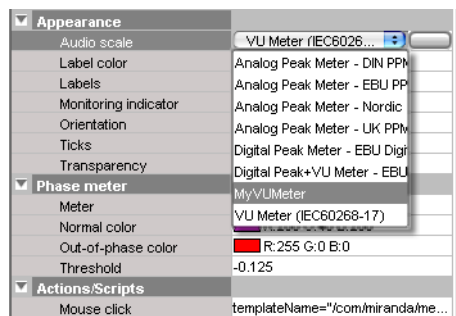 Appearance
Audio scale VU Meter (IEC6026...
Label color Analog Peak Meter - DIN PPM
Labels Analog Peak Meter - EBU PP
Monitoring indicator Analog Peak Meter - Nordic
Orientation Analog Peak Meter - UK PPM
Ticks Digital Peak Meter - EBU Digi
Transparency Digital Peak+VU Meter - EBU
Phase meter MyVUMeter
Meter VU Meter (IEC60268-17)
Normal color
Out-of-phase color R:255 G:0 B:0
Threshold -0.125
Actions/Scripts
Mouse click templateName="/com/miranda/me...